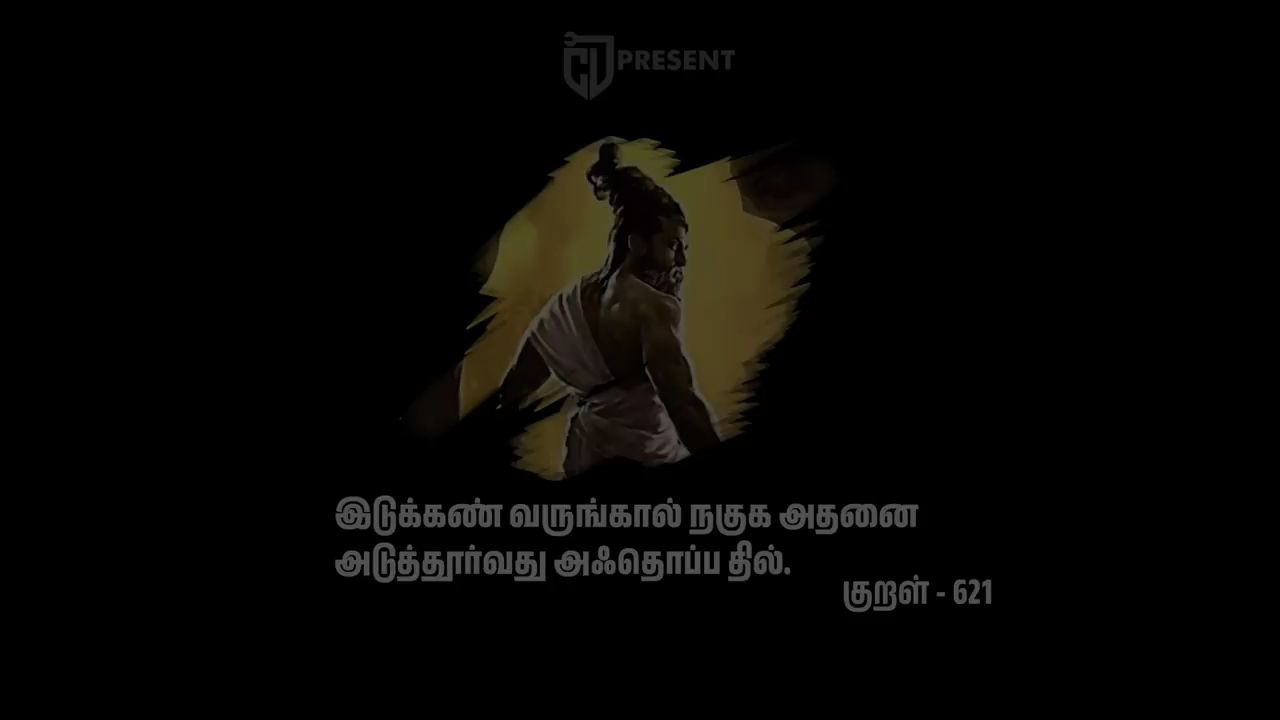 PRESENT
இடுக்கண் வருங்கால் நகுக அதனை
அடுத்தூர்வது அஃதொப்ப தில்.
குறள் - 621